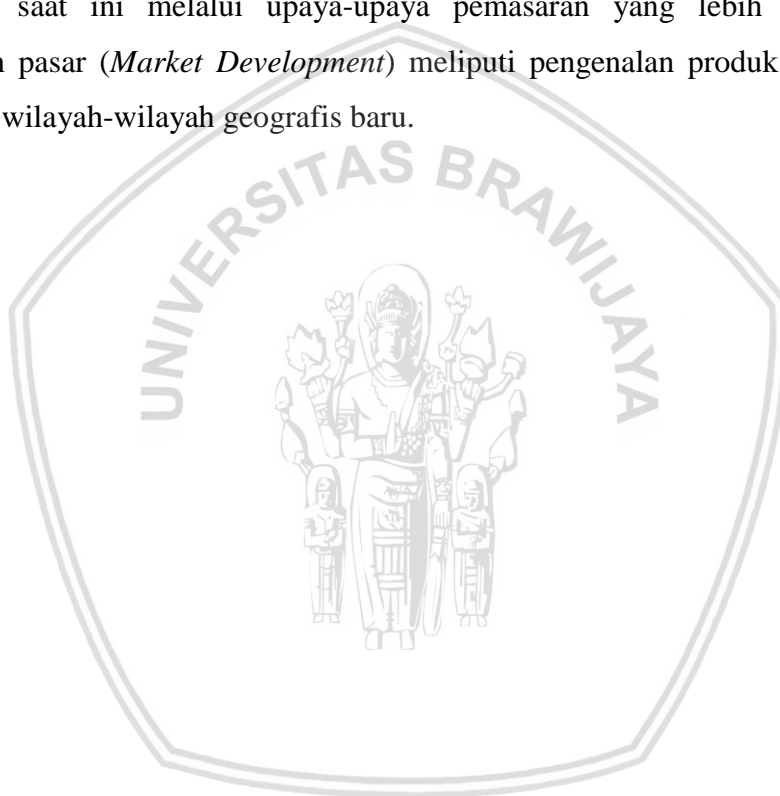 saat ini melalui upaya-upaya pemasaran yang lebih
pasar (Market Development) meliputi pengenalan produk
wilayah-wilayah geografis baru.
UNIVERSITAS BRAWIJAYA